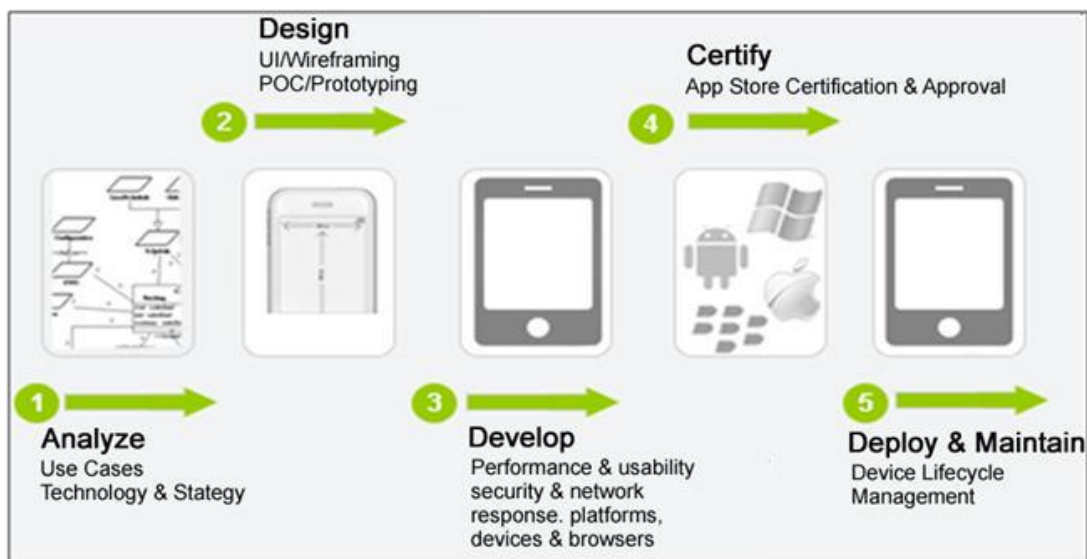 1
Analyze
Use Cases
Technology & Stategy
2
Design
UI/Wireframing
POC/Prototyping
3
Develop
Performance & usability
security & network
response. platforms,
devices & browsers
4
Certify
App Store Certification & Approval
5
Deploy & Maintain
Device Lifecycle
Management